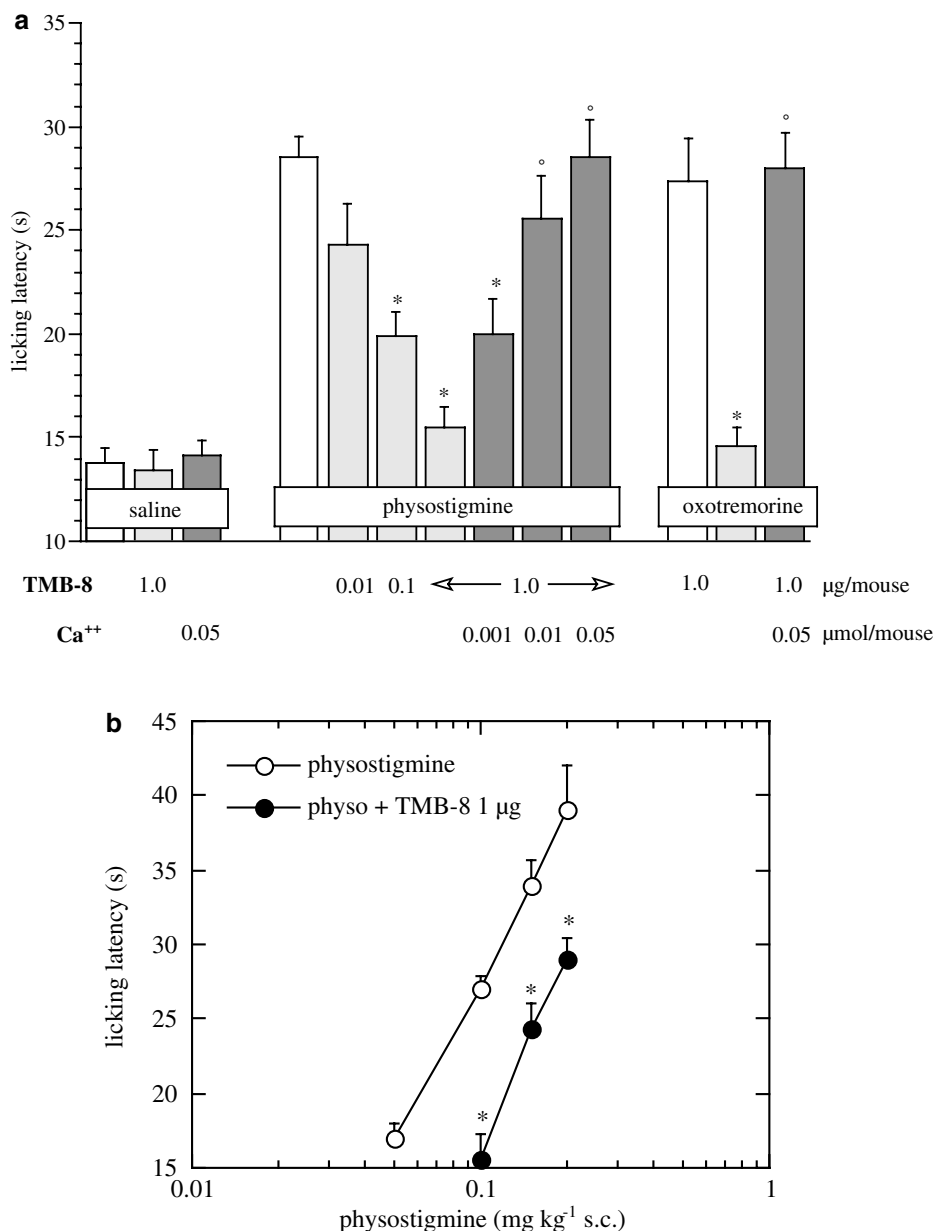 a
35
30
25
20
15
10
licking latency (s)
° ° °
* * * *
saline physostigmine oxotremorine
TMB-8 1.0 0.01 0.1 1.0 1.0 1.0 µg/mouse
Ca++ 0.05 0.001 0.01 0.05 0.05 µmol/mouse
b
45
40
35
30
25
20
15
licking latency (s)
physostigmine
physo + TMB-8 1 µg
* * *
0.01 0.1 1
physostigmine (mg kg-1 s.c.)